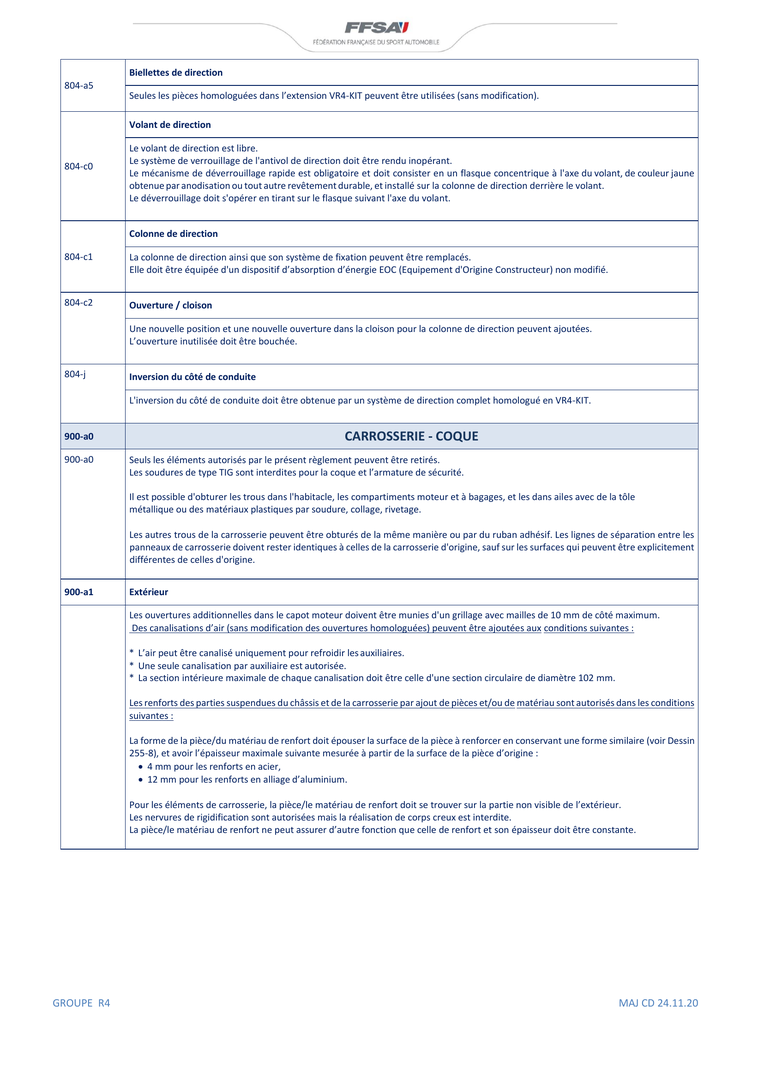 FFSA
FÉDÉRATION FRANÇAISE DU SPORT AUTOMOBILE
804-a5
Biellettes de direction
Seules les pièces homologuées dans l'extension VR4-KIT peuvent être utilisées (sans modification).
804-c0
Volant de direction
Le volant de direction est libre.
Le système de verrouillage de l'antivol de direction doit être rendu inopérant.
Le mécanisme de déverrouillage rapide est obligatoire et doit consister en un flasque concentrique à l'axe du volant, de couleur jaune
obtenue par anodisation ou tout autre revêtement durable, et installé sur la colonne de direction derrière le volant.
Le déverrouillage doit s'opérer en tirant sur le flasque suivant l'axe du volant.
804-c1
Colonne de direction
La colonne de direction ainsi que son système de fixation peuvent être remplacés.
Elle doit être équipée d'un dispositif d'absorption d'énergie EOC (Equipement d'Origine Constructeur) non modifié.
804-c2
Ouverture / cloison
Une nouvelle position et une nouvelle ouverture dans la cloison pour la colonne de direction peuvent ajoutées.
L'ouverture inutilisée doit être bouchée.
804-j
Inversion du côté de conduite
L'inversion du côté de conduite doit être obtenue par un système de direction complet homologué en VR4-KIT.
900-a0
CARROSSERIE - COQUE
900-a0
Seuls les éléments autorisés par le présent règlement peuvent être retirés.
Les soudures de type TIG sont interdites pour la coque et l'armature de sécurité.
Il est possible d'obturer les trous dans l'habitacle, les compartiments moteur et à bagages, et les dans ailes avec de la tôle
métallique ou des matériaux plastiques par soudure, collage, rivetage.
Les autres trous de la carrosserie peuvent être obturés de la même manière ou par du ruban adhésif. Les lignes de séparation entre les
panneaux de carrosserie doivent rester identiques à celles de la carrosserie d'origine, sauf sur les surfaces qui peuvent être explicitement
différentes de celles d'origine.
900-a1
Extérieur
Les ouvertures additionnelles dans le capot moteur doivent être munies d'un grillage avec mailles de 10 mm de côté maximum.
Des canalisations d'air (sans modification des ouvertures homologuées) peuvent être ajoutées aux conditions suivantes :
* L'air peut être canalisé uniquement pour refroidir les auxiliaires.
* Une seule canalisation par auxiliaire est autorisée.
* La section intérieure maximale de chaque canalisation doit être celle d'une section circulaire de diamètre 102 mm.
Les renforts des parties suspendues du châssis et de la carrosserie par ajout de pièces et/ou de matériau sont autorisés dans les conditions
suivantes :
La forme de la pièce/du matériau de renfort doit épouser la surface de la pièce à renforcer en conservant une forme similaire (voir Dessin
255-8), et avoir l'épaisseur maximale suivante mesurée à partir de la surface de la pièce d'origine :
• 4 mm pour les renforts en acier,
• 12 mm pour les renforts en alliage d'aluminium.
Pour les éléments de carrosserie, la pièce/le matériau de renfort doit se trouver sur la partie non visible de l'extérieur.
Les nervures de rigidification sont autorisées mais la réalisation de corps creux est interdite.
La pièce/le matériau de renfort ne peut assurer d'autre fonction que celle de renfort et son épaisseur doit être constante.
GROUPE R4
MAJ CD 24.11.20